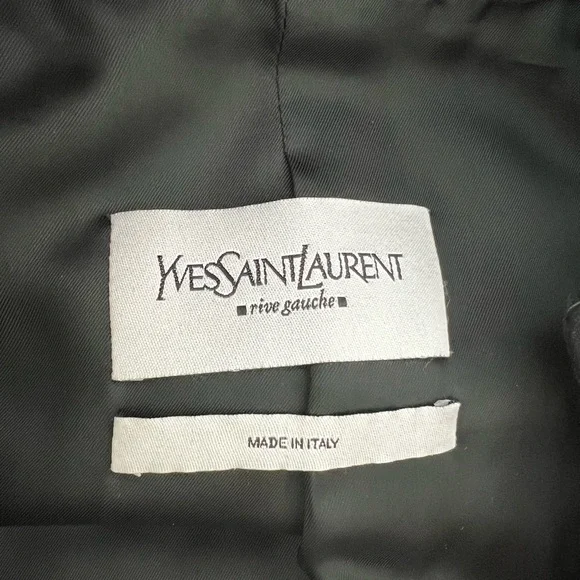 YVESSAINTLAURENT
rive gauche
MADE IN ITALY